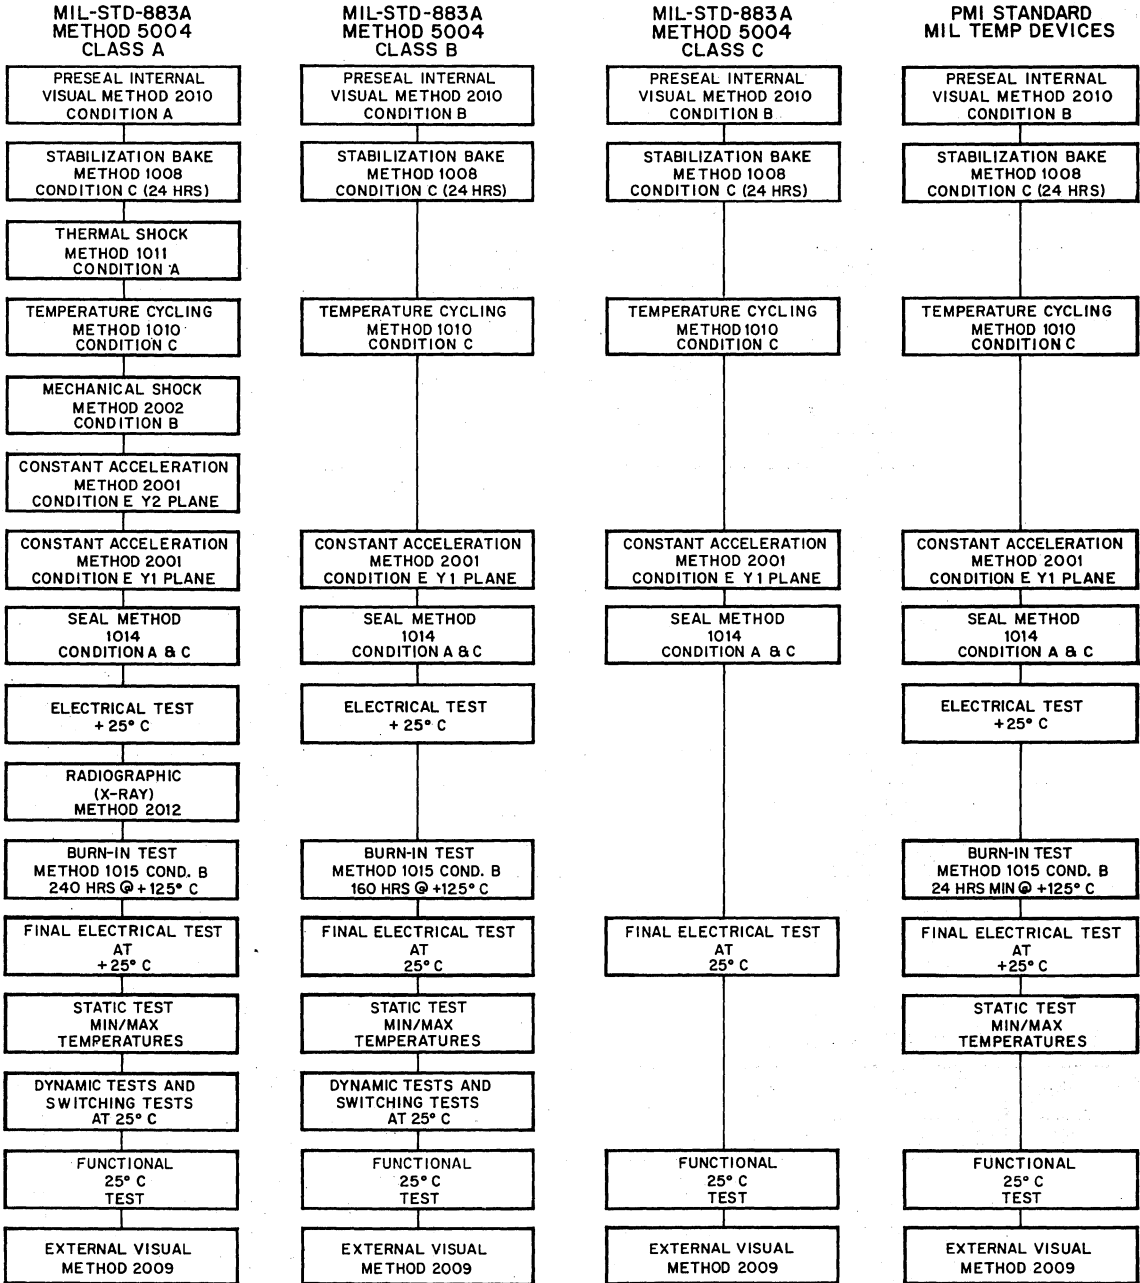 MIL-STD-883A
METHOD 5004
CLASS A
PRESEAL INTERNAL
VISUAL METHOD 2010
CONDITION A
STABILIZATION BAKE
METHOD 1008
CONDITION C (24 HRS)
THERMAL SHOCK
METHOD 1011
CONDITION A
TEMPERATURE CYCLING
METHOD 1010
CONDITION C
MECHANICAL SHOCK
METHOD 2002
CONDITION B
CONSTANT ACCELERATION
METHOD 2001
CONDITION E Y2 PLANE
CONSTANT ACCELERATION
METHOD 2001
CONDITION E Y1 PLANE
SEAL METHOD
1014
CONDITION A & C
ELECTRICAL TEST
+ 25° C
RADIOGRAPHIC
(X-RAY)
METHOD 2012
BURN-IN TEST
METHOD 1015 COND. B
240 HRS @ +125° C
FINAL ELECTRICAL TEST
AT
+25° C
STATIC TEST
MIN/MAX
TEMPERATURES
DYNAMIC TESTS AND
SWITCHING TESTS
AT 25° C
FUNCTIONAL
25° C
TEST
EXTERNAL VISUAL
METHOD 2009
MIL-STD-883A
METHOD 5004
CLASS B
PRESEAL INTERNAL
VISUAL METHOD 2010
CONDITION B
STABILIZATION BAKE
METHOD 1008
CONDITION C (24 HRS)
TEMPERATURE CYCLING
METHOD 1010
CONDITION C
CONSTANT ACCELERATION
METHOD 2001
CONDITION E Y1 PLANE
SEAL METHOD
1014
CONDITION A & C
ELECTRICAL TEST
+ 25° C
BURN-IN TEST
METHOD 1015 COND. B
160 HRS @ +125° C
FINAL ELECTRICAL TEST
AT
25° C
STATIC TEST
MIN/MAX
TEMPERATURES
DYNAMIC TESTS AND
SWITCHING TESTS
AT 25° C
FUNCTIONAL
25° C
TEST
EXTERNAL VISUAL
METHOD 2009
MIL-STD-883A
METHOD 5004
CLASS C
PRESEAL INTERNAL
VISUAL METHOD 2010
CONDITION B
STABILIZATION BAKE
METHOD 1008
CONDITION C (24 HRS)
TEMPERATURE CYCLING
METHOD 1010
CONDITION C
CONSTANT ACCELERATION
METHOD 2001
CONDITION E Y1 PLANE
SEAL METHOD
1014
CONDITION A & C
FINAL ELECTRICAL TEST
AT
25° C
FUNCTIONAL
25° C
TEST
EXTERNAL VISUAL
METHOD 2009
PMI STANDARD
MIL TEMP DEVICES
PRESEAL INTERNAL
VISUAL METHOD 2010
CONDITION B
STABILIZATION BAKE
METHOD 1008
CONDITION C (24 HRS)
TEMPERATURE CYCLING
METHOD 1010
CONDITION C
CONSTANT ACCELERATION
METHOD 2001
CONDITION E Y1 PLANE
SEAL METHOD
1014
CONDITION A & C
ELECTRICAL TEST
+25° C
BURN-IN TEST
METHOD 1015 COND. B
24 HRS MIN @ +125° C
FINAL ELECTRICAL TEST
AT
+25° C
STATIC TEST
MIN/MAX
TEMPERATURES
FUNCTIONAL
25° C
TEST
EXTERNAL VISUAL
METHOD 2009